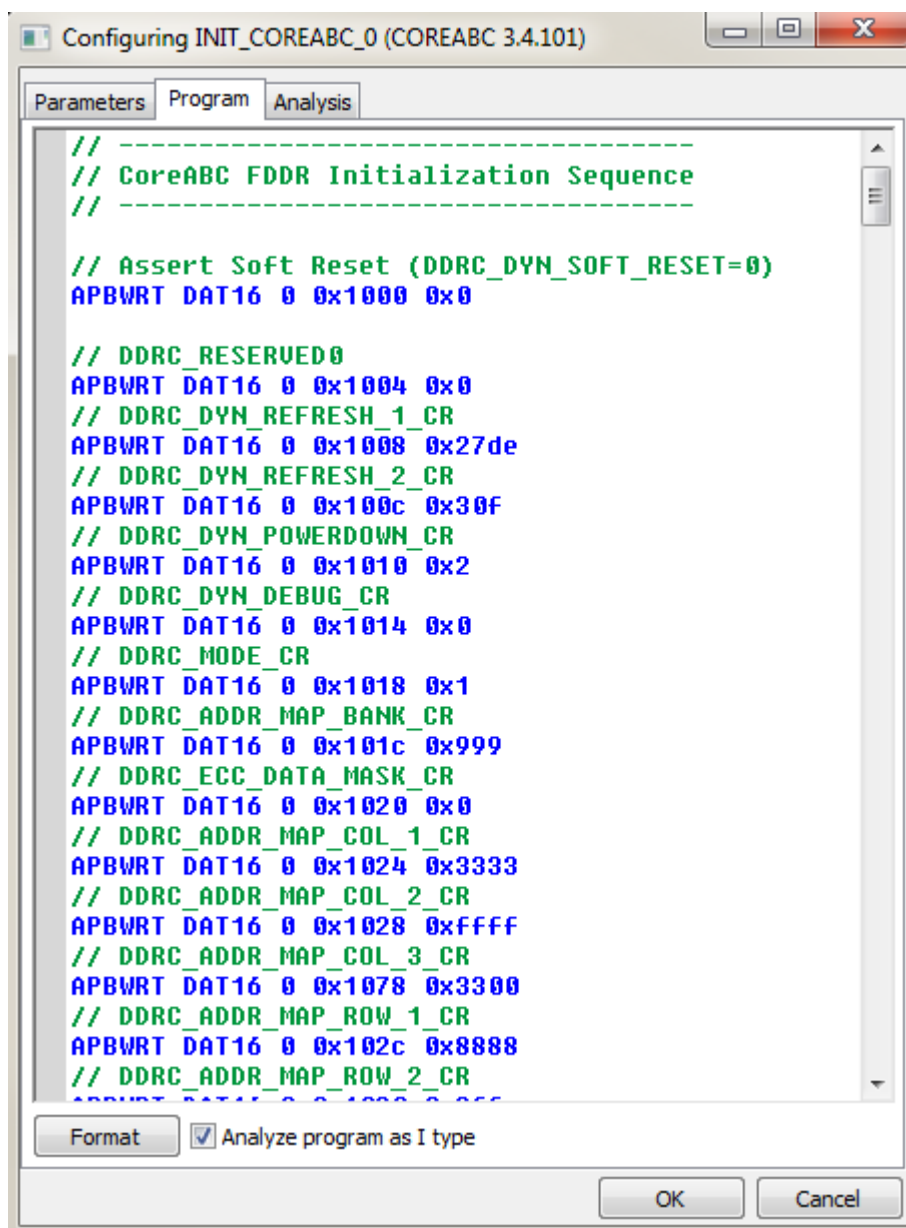 Configuring INIT_COREABC_0 (COREABC 3.4.101)
Parameters Program Analysis
// -----------------------------------
// CoreABC FDDR Initialization Sequence
// -----------------------------------
// Assert Soft Reset (DDRC_DYN_SOFT_RESET=0)
APBWRT DAT16 0 0x1000 0x0
// DDRC_RESERVED0
APBWRT DAT16 0 0x1004 0x0
// DDRC_DYN_REFRESH_1_CR
APBWRT DAT16 0 0x1008 0x27de
// DDRC_DYN_REFRESH_2_CR
APBWRT DAT16 0 0x100c 0x30f
// DDRC_DYN_POWERDOWN_CR
APBWRT DAT16 0 0x1010 0x2
// DDRC_DYN_DEBUG_CR
APBWRT DAT16 0 0x1014 0x0
// DDRC_MODE_CR
APBWRT DAT16 0 0x1018 0x1
// DDRC_ADDR_MAP_BANK_CR
APBWRT DAT16 0 0x101c 0x999
// DDRC_ECC_DATA_MASK_CR
APBWRT DAT16 0 0x1020 0x0
// DDRC_ADDR_MAP_COL_1_CR
APBWRT DAT16 0 0x1024 0x3333
// DDRC_ADDR_MAP_COL_2_CR
APBWRT DAT16 0 0x1028 0xffff
// DDRC_ADDR_MAP_COL_3_CR
APBWRT DAT16 0 0x1078 0x3300
// DDRC_ADDR_MAP_ROW_1_CR
APBWRT DAT16 0 0x102c 0x8888
// DDRC_ADDR_MAP_ROW_2_CR
Format Analyze program as I type
OK Cancel